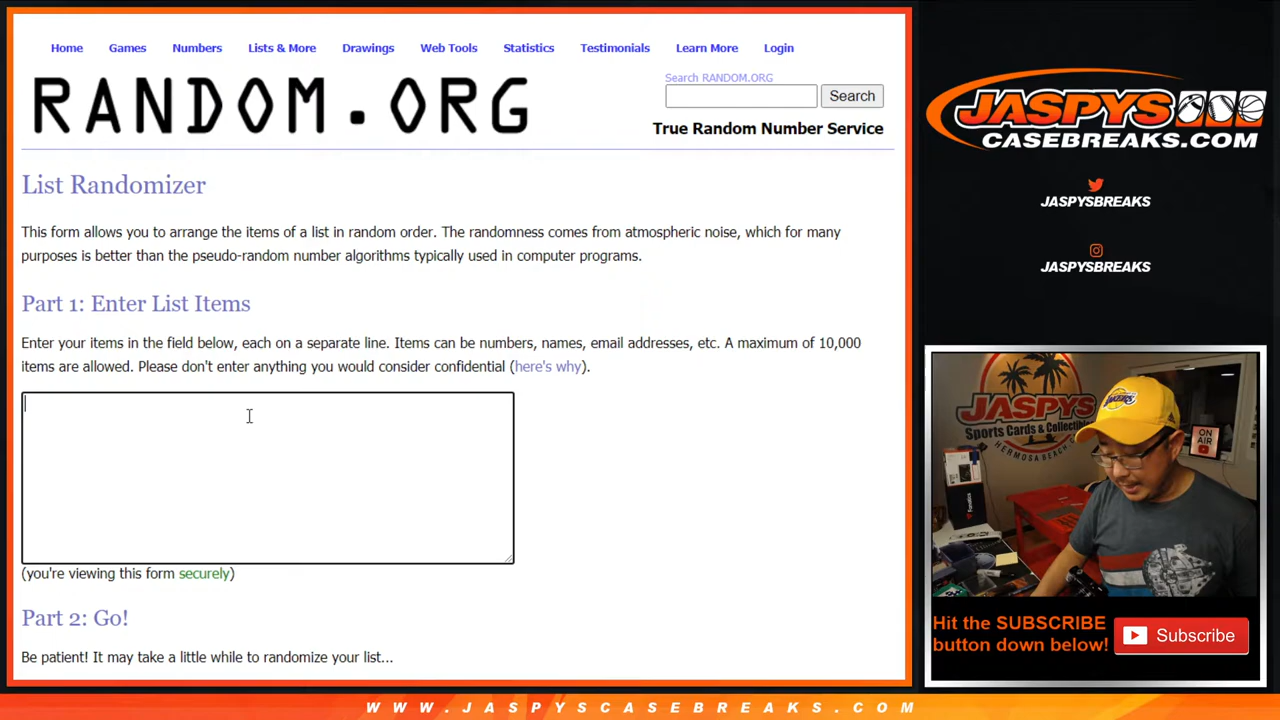 Home Games Numbers Lists & More Drawings Web Tools Statistics Testimonials Learn More Login
RANDOM.ORG
Search RANDOM.ORG
Search
True Random Number Service
List Randomizer
This form allows you to arrange the items of a list in random order. The randomness comes from atmospheric noise, which for many
purposes is better than the pseudo-random number algorithms typically used in computer programs.
Part 1: Enter List Items
Enter your items in the field below, each on a separate line. Items can be numbers, names, email addresses, etc. A maximum of 10,000
items are allowed. Please don't enter anything you would consider confidential (here's why).
(you're viewing this form securely)
Part 2: Go!
Be patient! It may take a little while to randomize your list...
JASPYS
CASEBREAKS.COM
JASPYSBREAKS
JASPYSBREAKS
JASPYS
Sports Cards & Collectibles
HERMOSA BEACH
LAKERS
ON
AIR
Fanatics
Hit the SUBSCRIBE
button down below!
Subscribe
WWW.JASPYSCASEBREAKS.COM